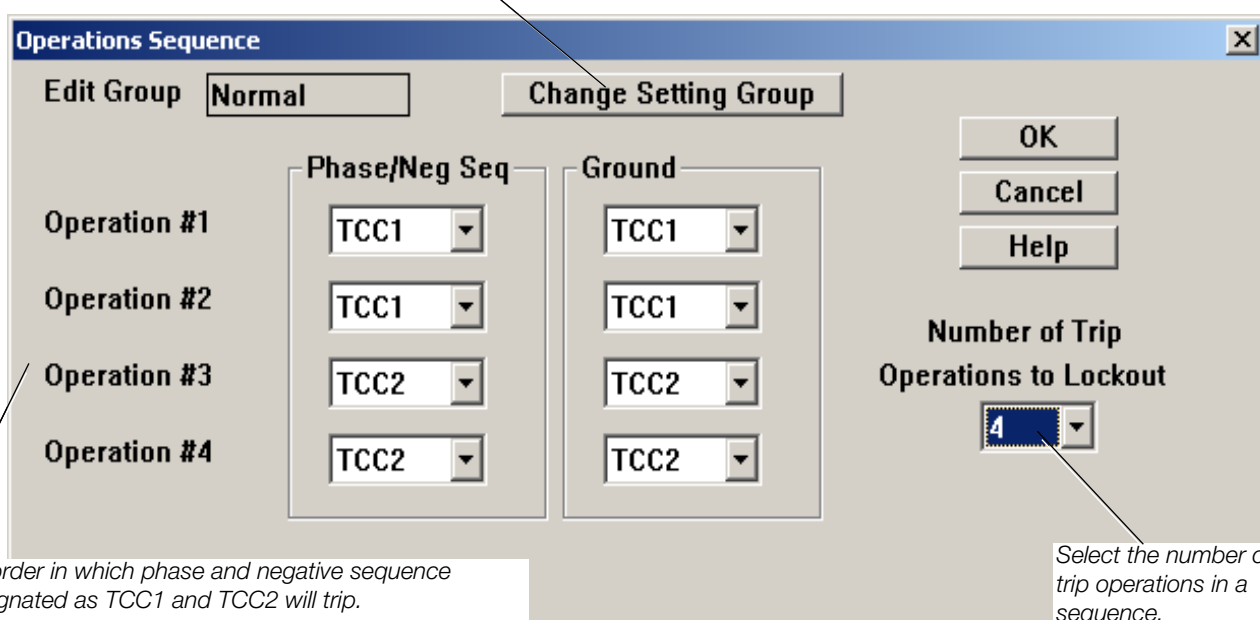 Operations Sequence
Edit Group Normal Change Setting Group
OK
Cancel
Help
Phase/Neg Seq Ground
Operation #1 TCC1 TCC1
Operation #2 TCC1 TCC1
Operation #3 TCC2 TCC2
Operation #4 TCC2 TCC2
Number of Trip
Operations to Lockout
4
order in which phase and negative sequence
gnated as TCC1 and TCC2 will trip.
Select the number
trip operations in a
sequence.